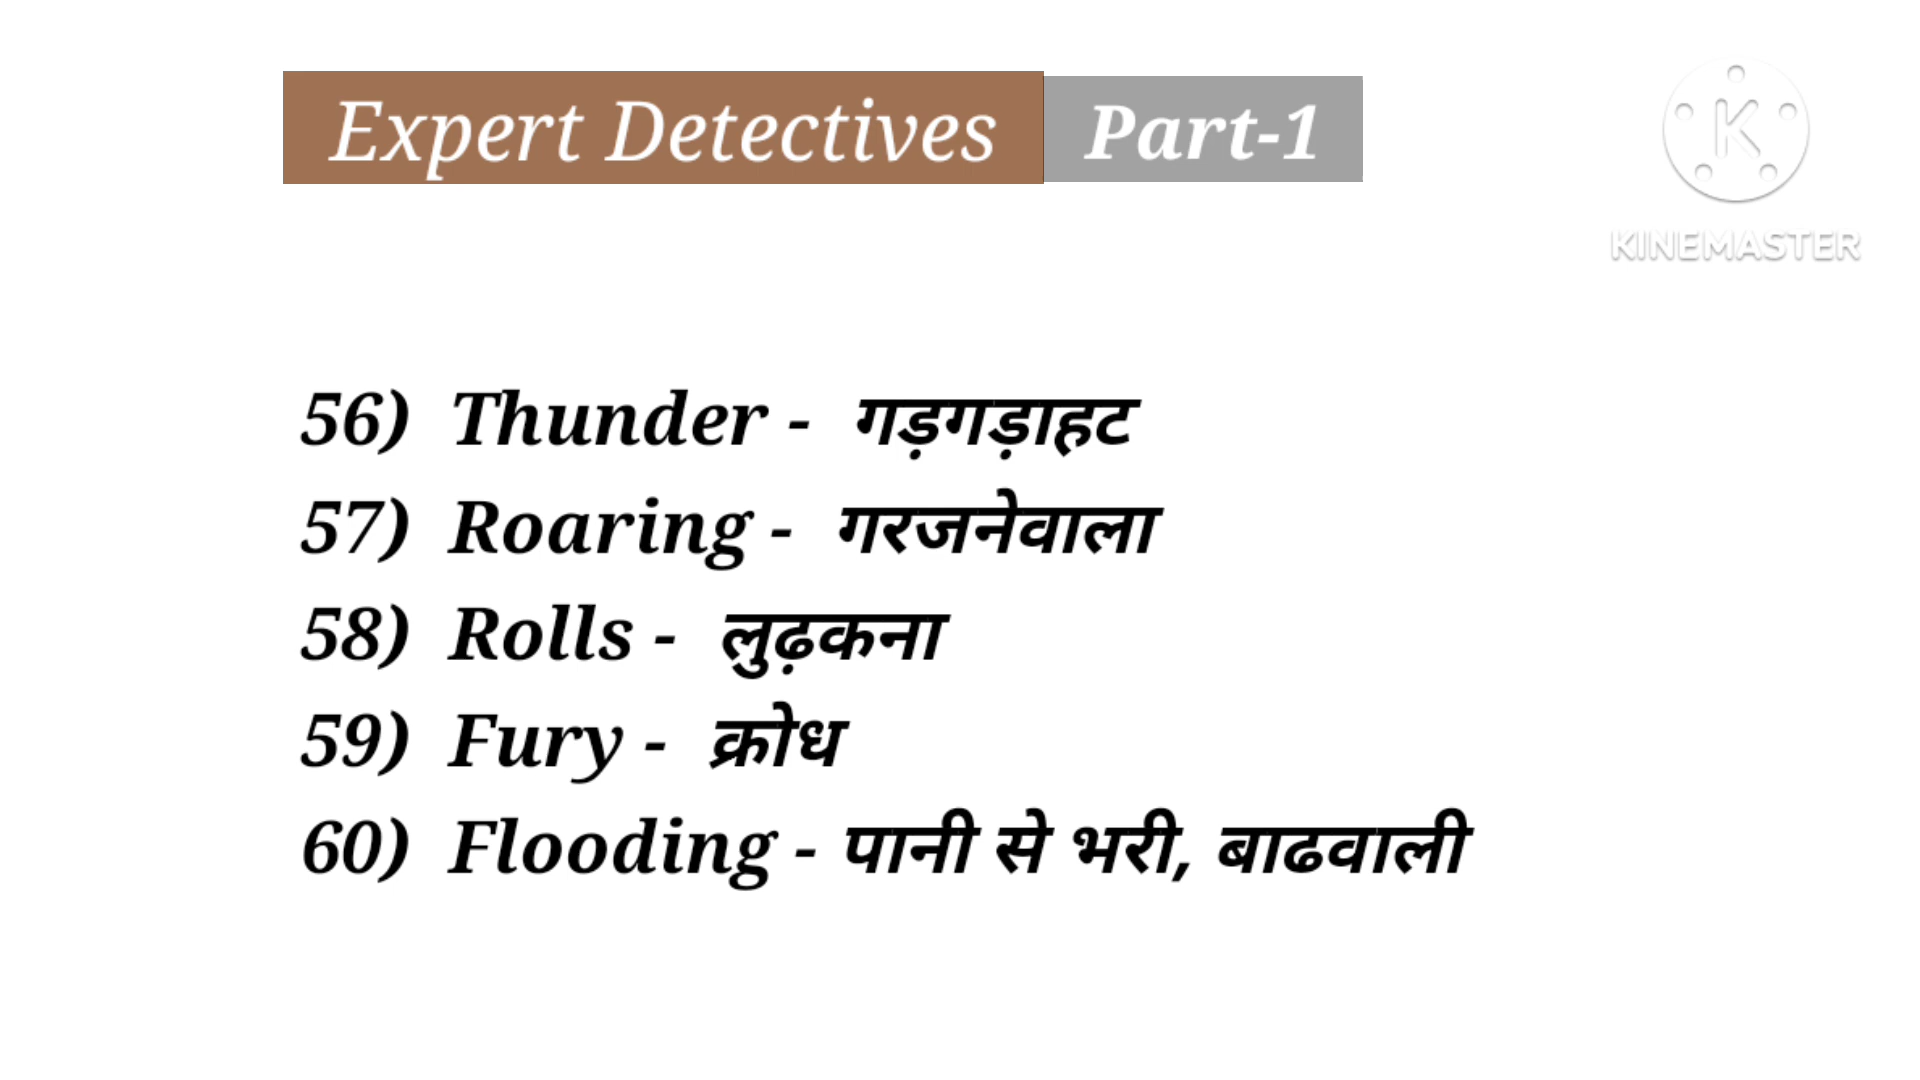 Expert Detectives Part-1
K
KINEMASTER
56) Thunder - गड़गड़ाहट
57) Roaring - गरजनेवाला
58) Rolls - लुढ़कना
59) Fury - क्रोध
60) Flooding - पानी से भरी, बाढवाली